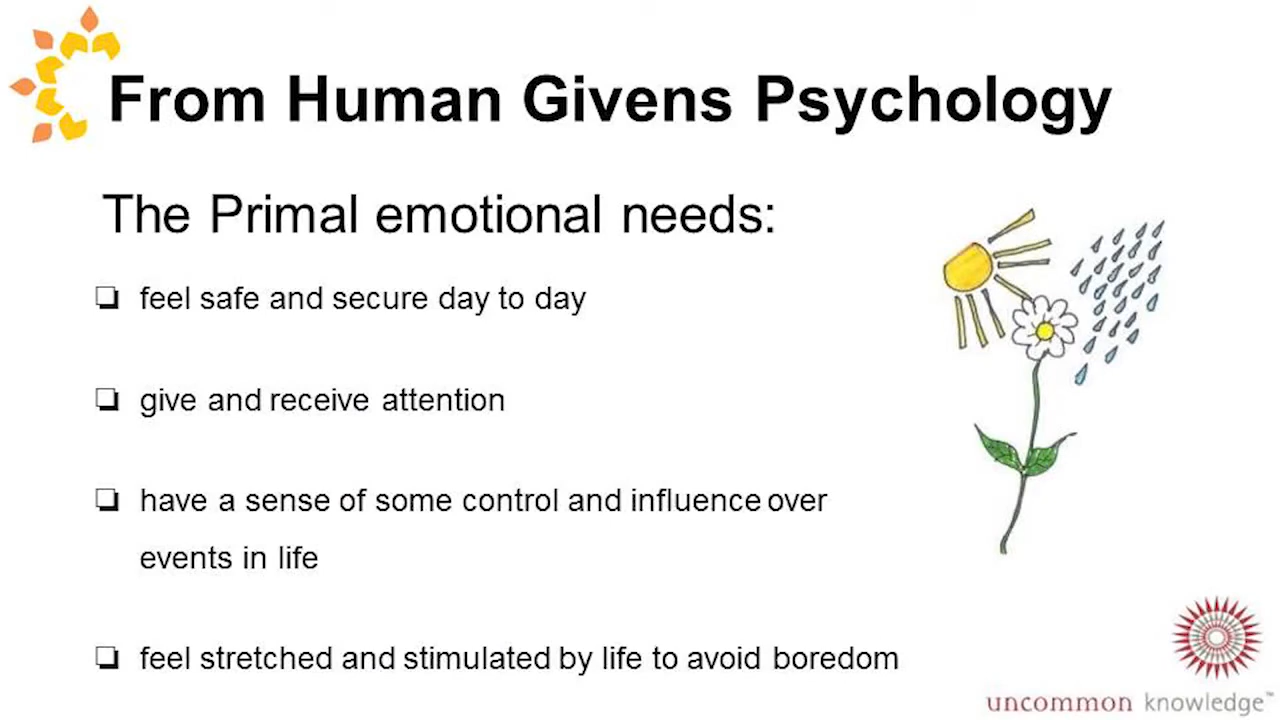 From Human Givens Psychology
The Primal emotional needs:
❏ feel safe and secure day to day
❏ give and receive attention
❏ have a sense of some control and influence over
events in life
❏ feel stretched and stimulated by life to avoid boredom
uncommon knowledge™